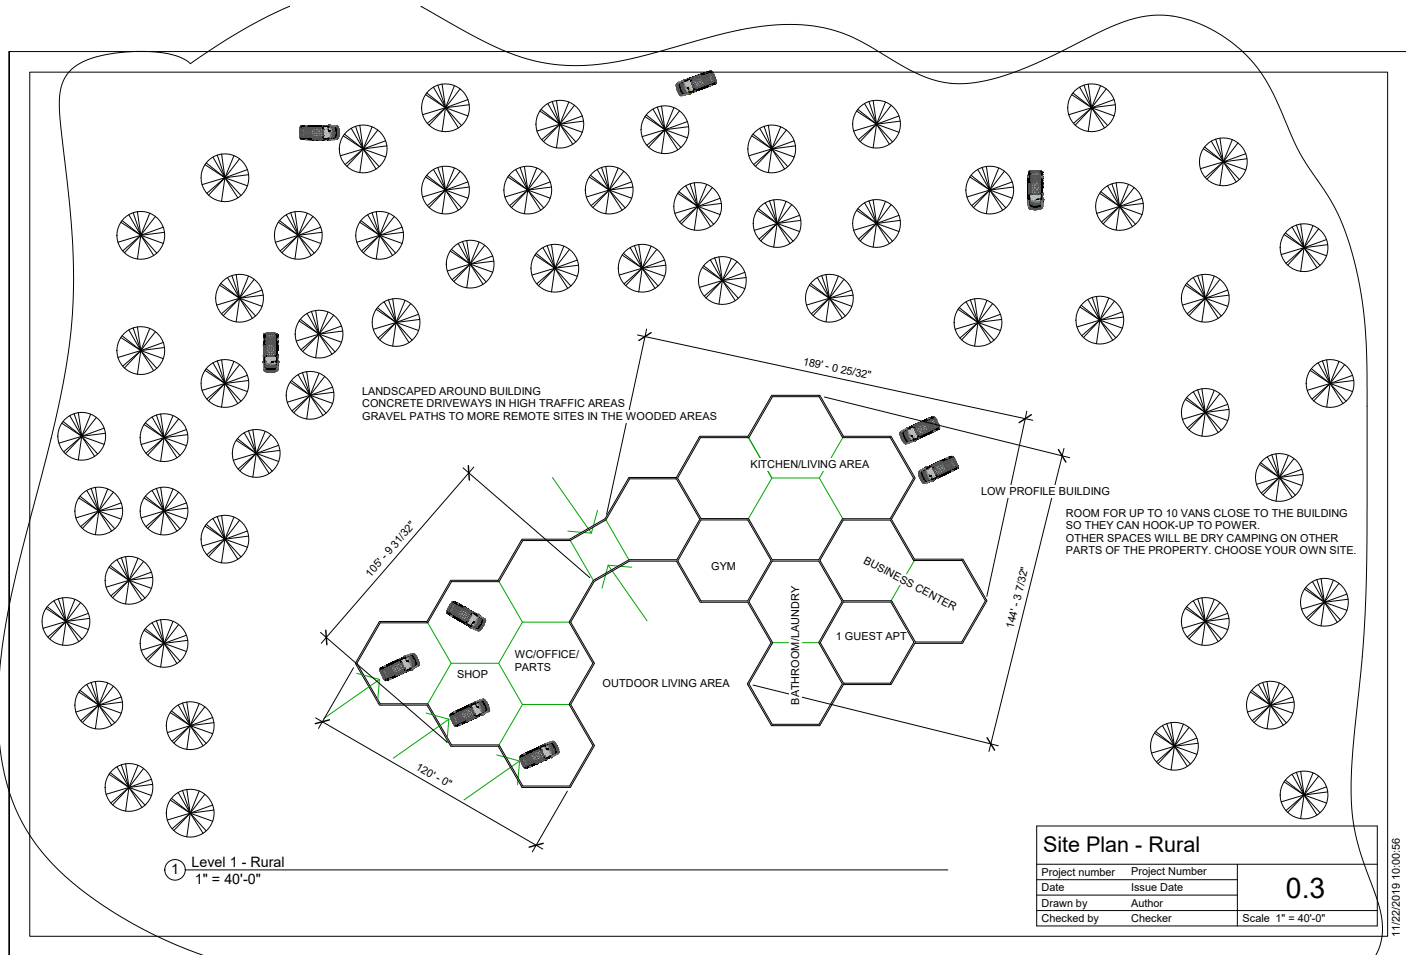 189' - 0 25/32"
LANDSCAPED AROUND BUILDING
CONCRETE DRIVEWAYS IN HIGH TRAFFIC AREAS
GRAVEL PATHS TO MORE REMOTE SITES IN THE WOODED AREAS
KITCHEN/LIVING AREA
LOW PROFILE BUILDING
ROOM FOR UP TO 10 VANS CLOSE TO THE BUILDING
SO THEY CAN HOOK-UP TO POWER.
OTHER SPACES WILL BE DRY CAMPING ON OTHER
PARTS OF THE PROPERTY. CHOOSE YOUR OWN SITE.
105' - 9 31/32"
GYM
BUSINESS CENTER
144' - 3 7/32"
BATHROOM/LAUNDRY
1 GUEST APT
WC/OFFICE/
PARTS
SHOP
OUTDOOR LIVING AREA
120' - 0"
1
Level 1 - Rural
1" = 40'-0"
Site Plan - Rural
Project number Project Number
Date Issue Date
Drawn by Author
Checked by Checker
0.3
Scale 1" = 40'-0"
11/22/2019 10:00:56